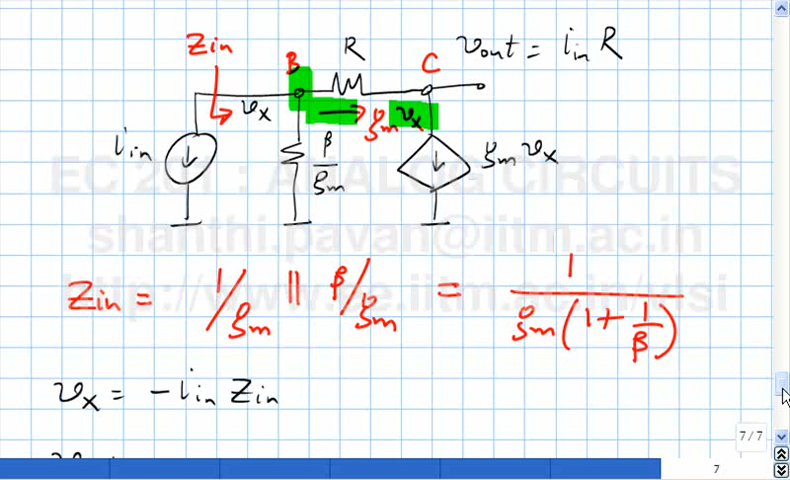 Zin
B
R
C
vout = iin R
vx
gm vx
iin
β/gm
gm vx
EC 201 : ANALOG CIRCUITS
shanthi.pavan@iitm.ac.in
Zin = 1/gm || β/gm = 1/gm(1+1/β)
vx = -iin Zin
7/7
7